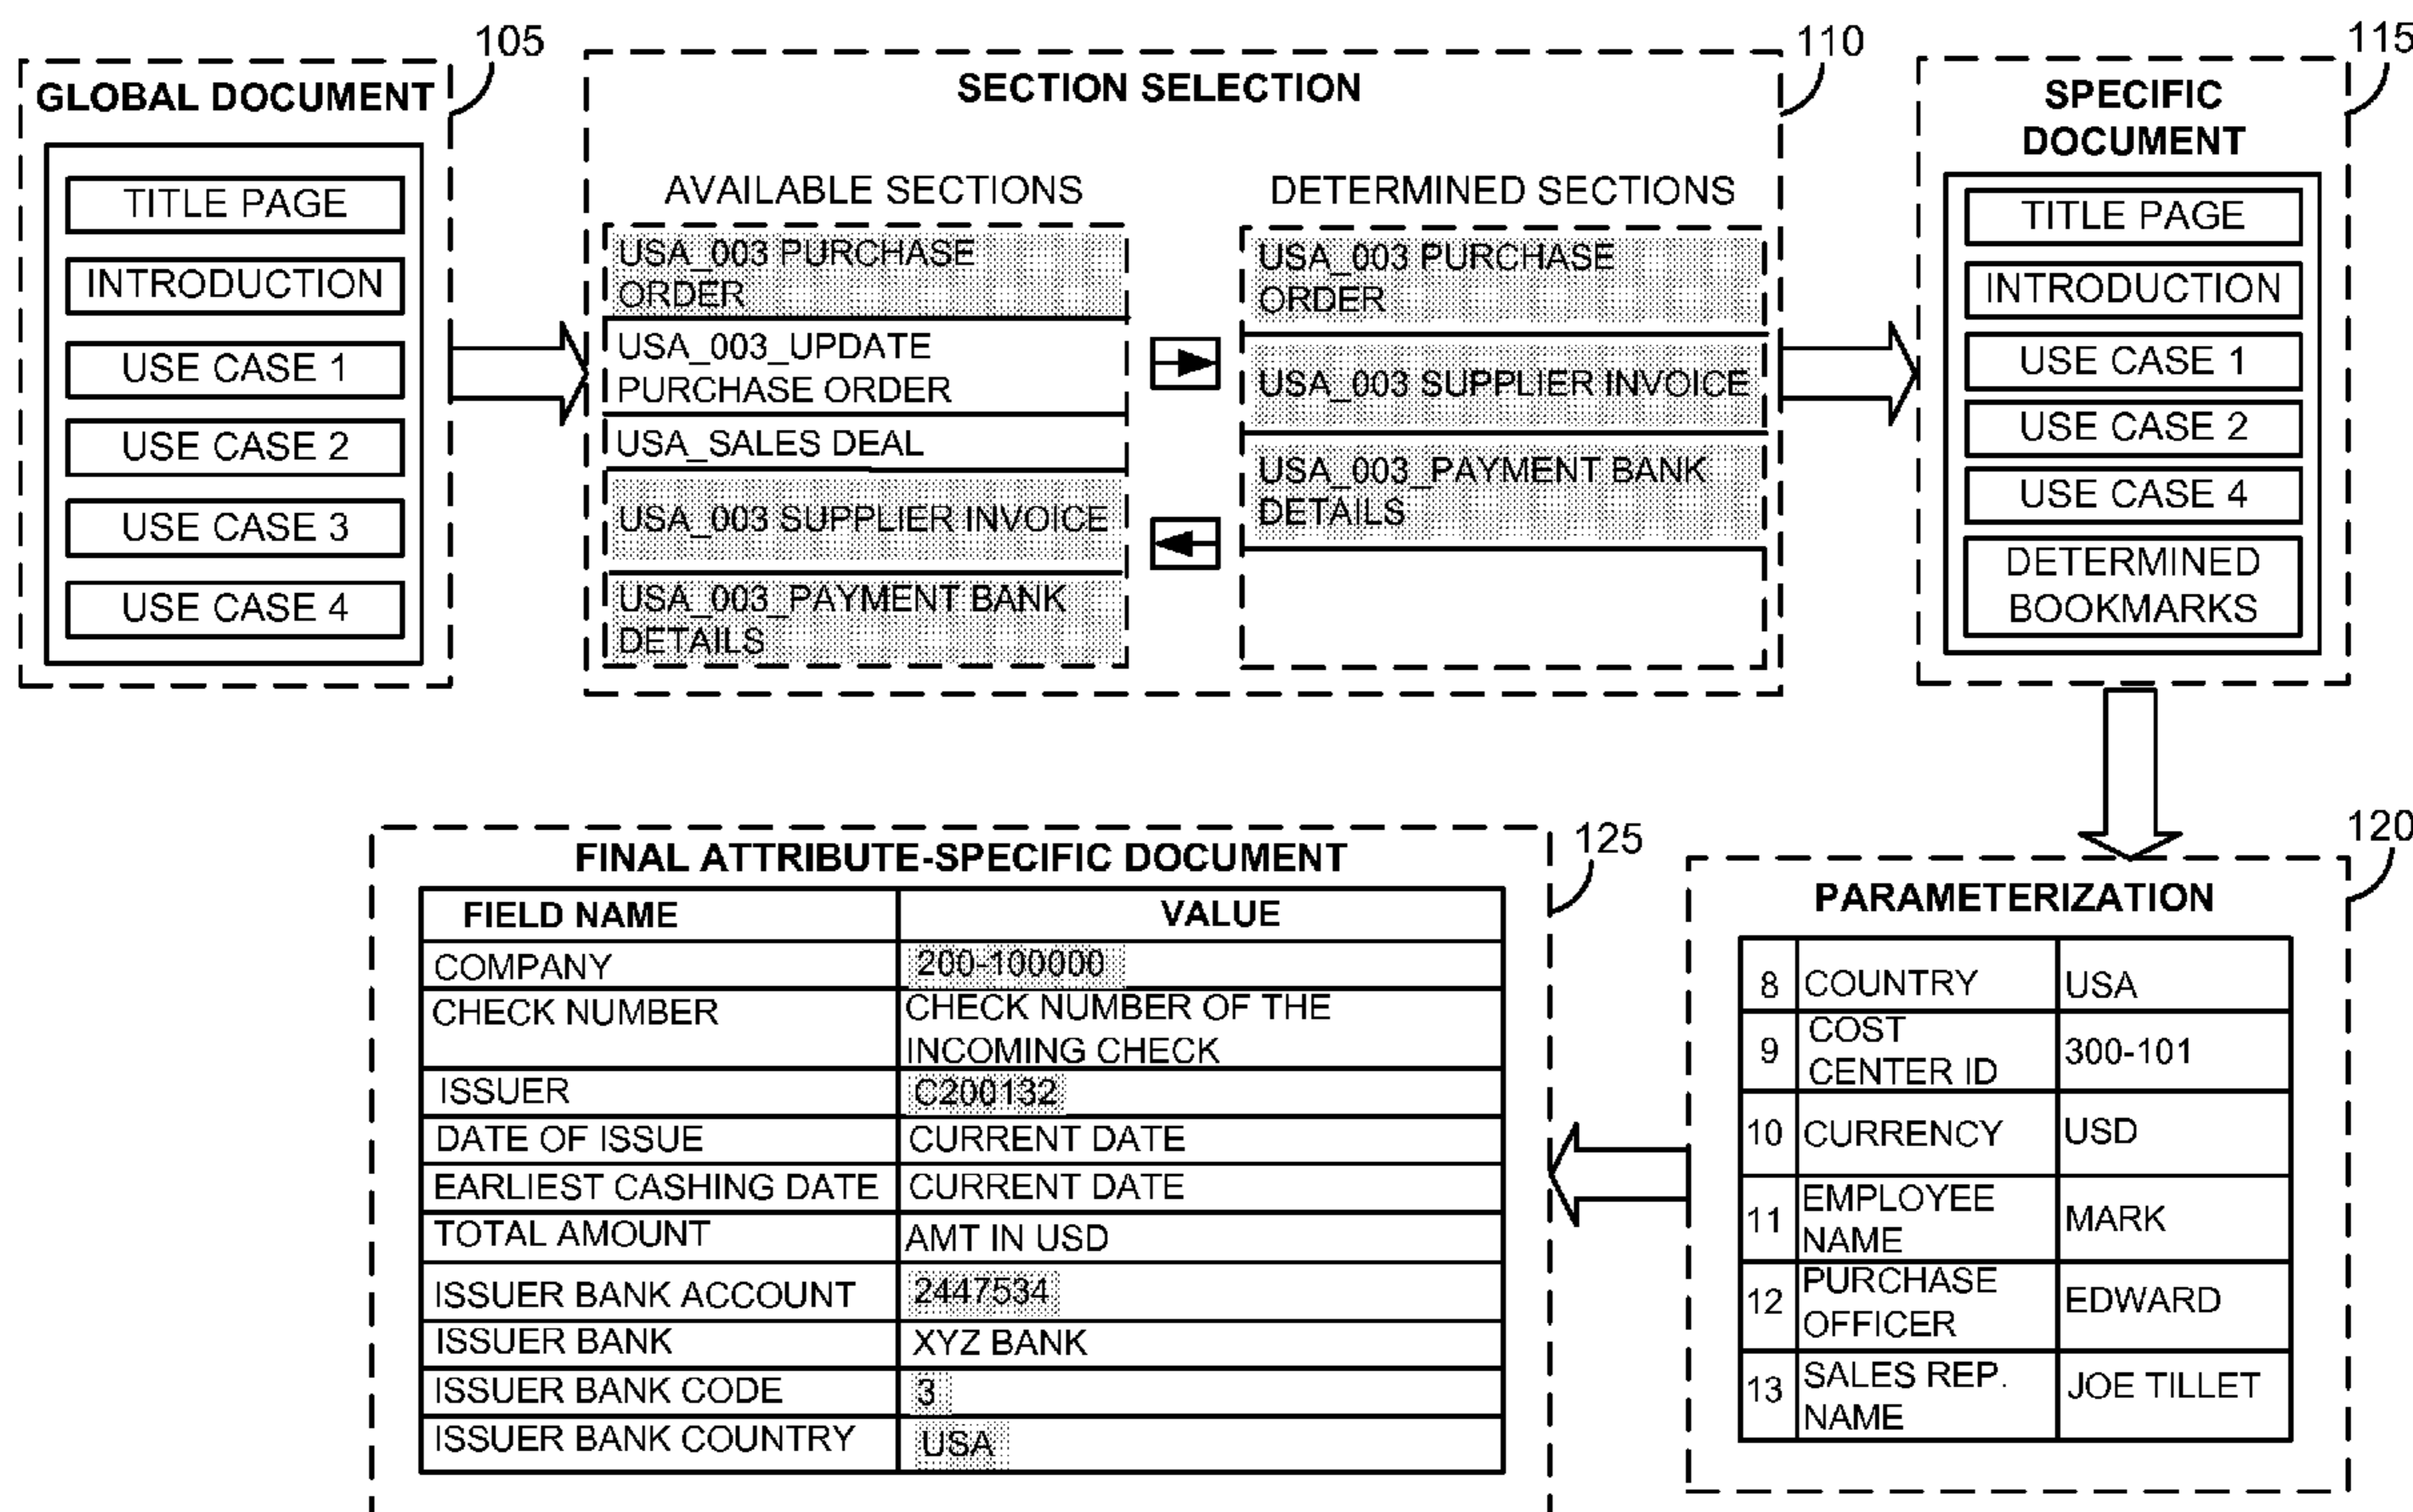 105
GLOBAL DOCUMENT
TITLE PAGE
INTRODUCTION
USE CASE 1
USE CASE 2
USE CASE 3
USE CASE 4
110
SECTION SELECTION
AVAILABLE SECTIONS
USA_003 PURCHASE
ORDER
USA_003_UPDATE
PURCHASE ORDER
USA_SALES DEAL
USA_003 SUPPLIER INVOICE
USA_003_PAYMENT BANK
DETAILS
DETERMINED SECTIONS
USA_003 PURCHASE
ORDER
USA_003 SUPPLIER INVOICE
USA_003_PAYMENT BANK
DETAILS
115
SPECIFIC
DOCUMENT
TITLE PAGE
INTRODUCTION
USE CASE 1
USE CASE 2
USE CASE 4
DETERMINED
BOOKMARKS
120
PARAMETERIZATION
8 COUNTRY USA
9 COST
CENTER ID 300-101
10 CURRENCY USD
11 EMPLOYEE
NAME MARK
12 PURCHASE
OFFICER EDWARD
13 SALES REP.
NAME JOE TILLET
125
FINAL ATTRIBUTE-SPECIFIC DOCUMENT
FIELD NAME VALUE
COMPANY 200-100000
CHECK NUMBER CHECK NUMBER OF THE
INCOMING CHECK
ISSUER C200132
DATE OF ISSUE CURRENT DATE
EARLIEST CASHING DATE CURRENT DATE
TOTAL AMOUNT AMT IN USD
ISSUER BANK ACCOUNT 2447534
ISSUER BANK XYZ BANK
ISSUER BANK CODE 3
ISSUER BANK COUNTRY USA